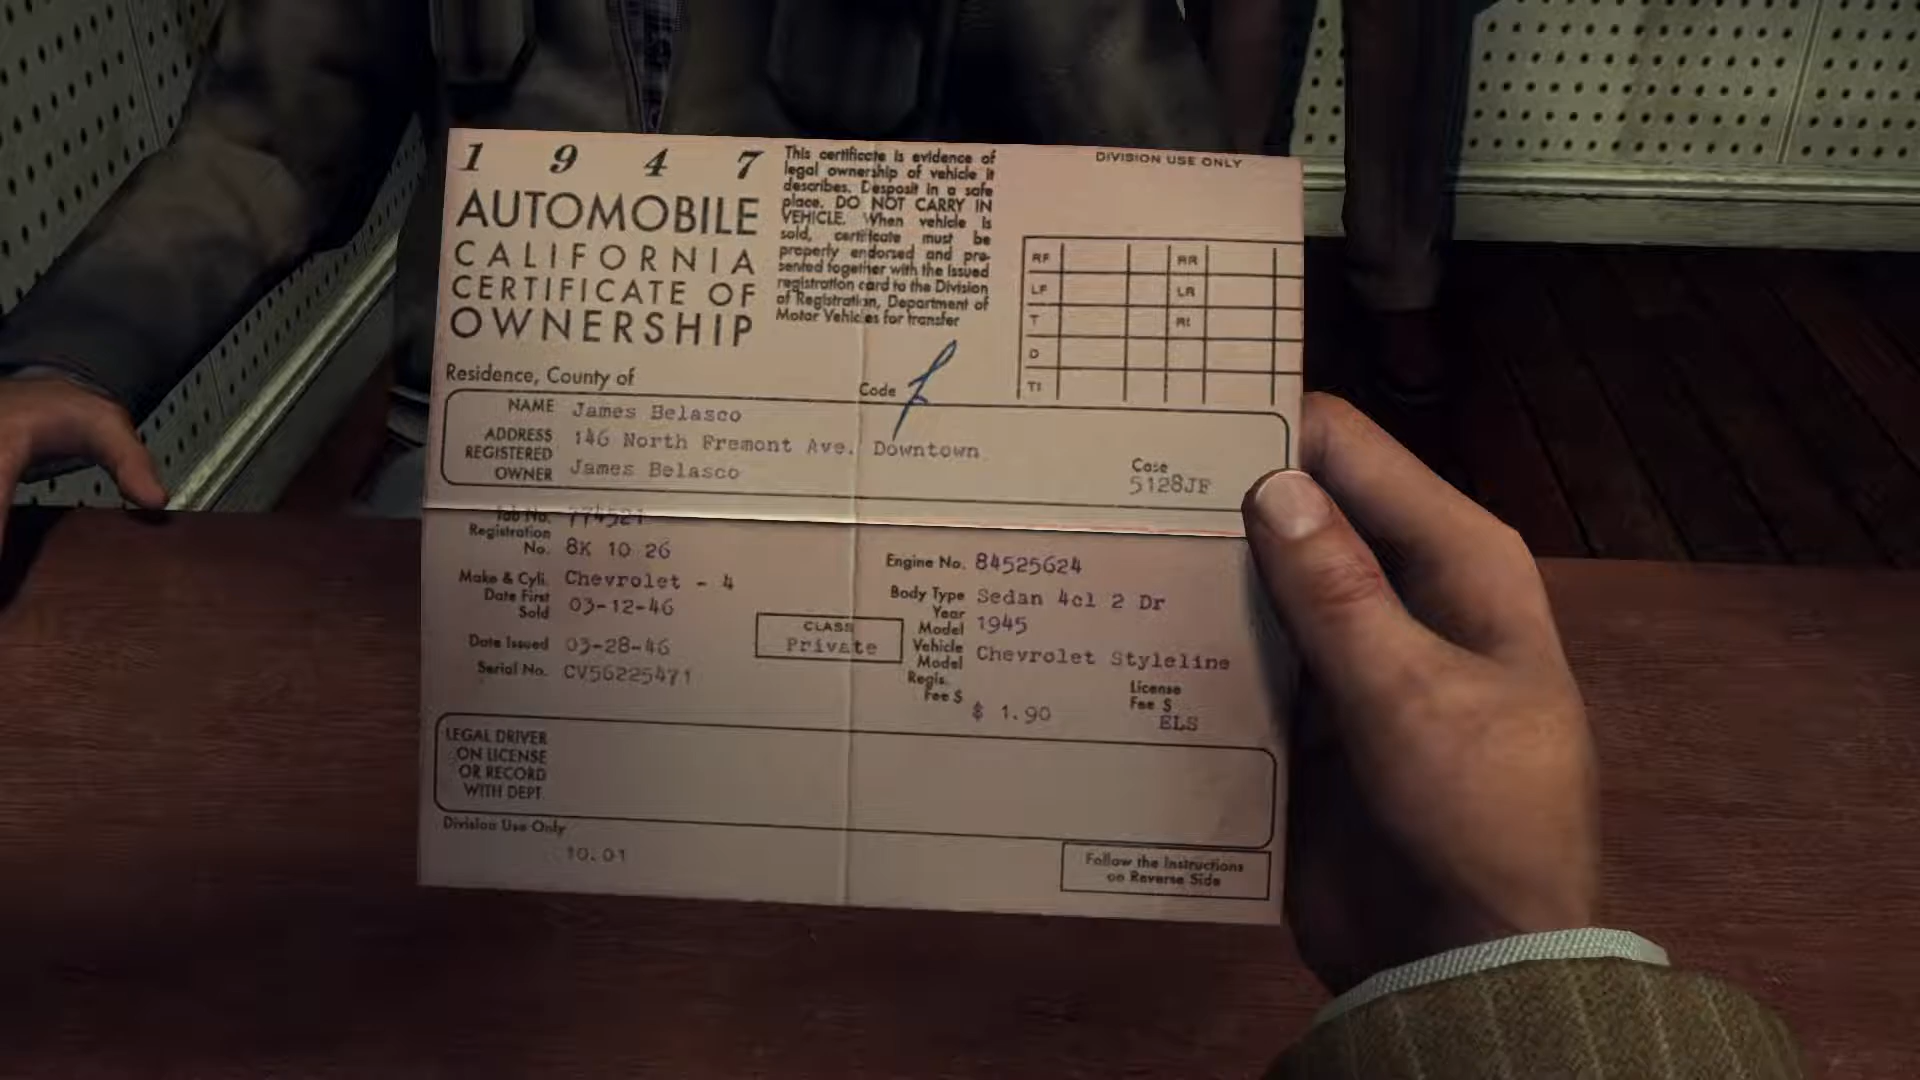 1 9 4 7
AUTOMOBILE
CALIFORNIA
CERTIFICATE OF
OWNERSHIP
This certificate is evidence of
legal ownership of vehicle it
describes. Desposit in a safe
place. DO NOT CARRY IN
VEHICLE. When vehicle is
sold, certificate must be
properly endorsed and pre-
sented together with the issued
registration card to the Division
of Registration, Department of
Motor Vehicles for transfer
DIVISION USE ONLY
RF RR
LF LR
T RI
D
TI
Residence, County of
Code
NAME James Belasco
ADDRESS 146 North Fremont Ave. Downtown
REGISTERED
OWNER James Belasco
Case
5128JF
Tab No. 774521
Registration
No. 8K 10 26
Make & Cyli. Chevrolet - 4
Date First
Sold 03-12-46
Date Issued 03-28-46
Serial No. CV56225471
CLASS
Private
Engine No. 84525624
Body Type Sedan 4cl 2 Dr
Year
Model 1945
Vehicle
Model Chevrolet Styleline
Regis.
Fee $ $ 1.90
License
Fee $
ELS
LEGAL DRIVER
ON LICENSE
OR RECORD
WITH DEPT.
Division Use Only
10.01
Follow the Instructions
on Reverse Side